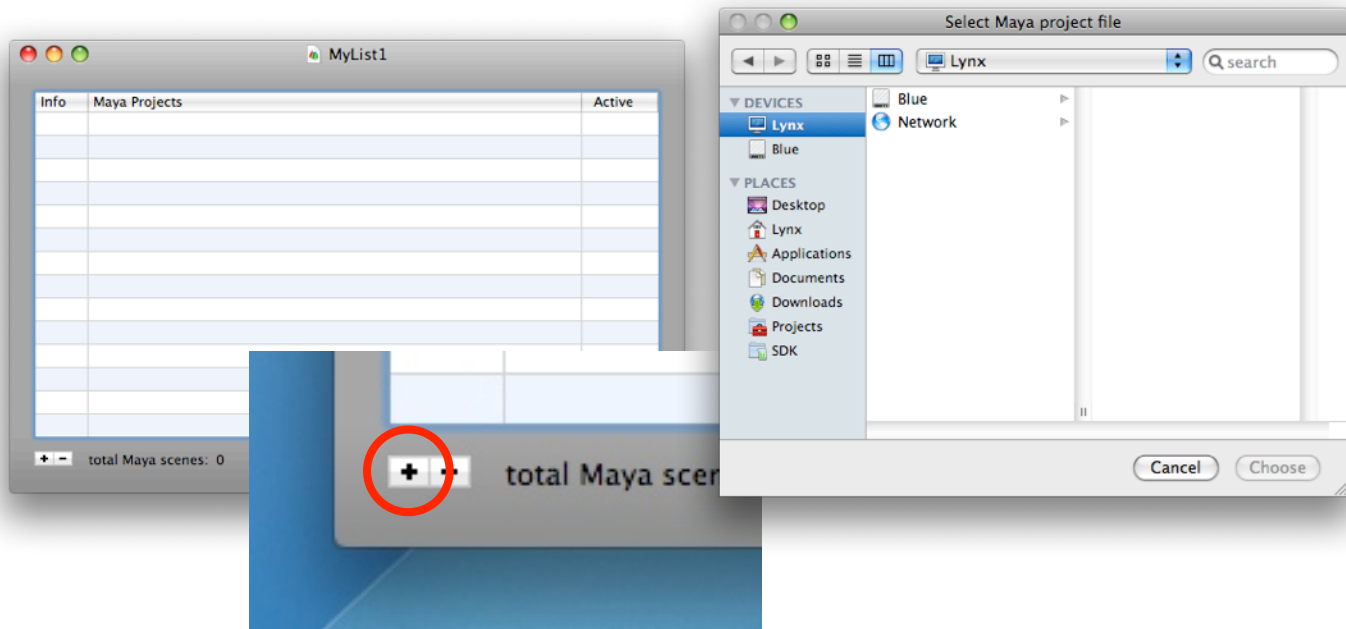 MyList1
Info Maya Projects Active
+ - total Maya scenes: 0
+ - total Maya scen
Select Maya project file
Lynx search
DEVICES
Lynx
Blue
PLACES
Desktop
Lynx
Applications
Documents
Downloads
Projects
SDK
Blue
Network
Cancel Choose